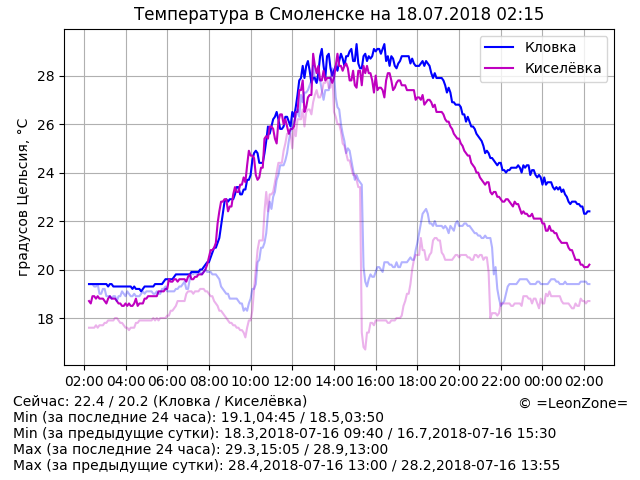 Температура в Смоленске на 18.07.2018 02:15
Кловка
Киселёвка
градусов Цельсия, °C
28
26
24
22
20
18
02:00 04:00 06:00 08:00 10:00 12:00 14:00 16:00 18:00 20:00 22:00 00:00 02:00
Сейчас: 22.4 / 20.2 (Кловка / Киселёвка)
© =LeonZone=
Min (за последние 24 часа): 19.1,04:45 / 18.5,03:50
Min (за предыдущие сутки): 18.3,2018-07-16 09:40 / 16.7,2018-07-16 15:30
Max (за последние 24 часа): 29.3,15:05 / 28.9,13:00
Max (за предыдущие сутки): 28.4,2018-07-16 13:00 / 28.2,2018-07-16 13:55